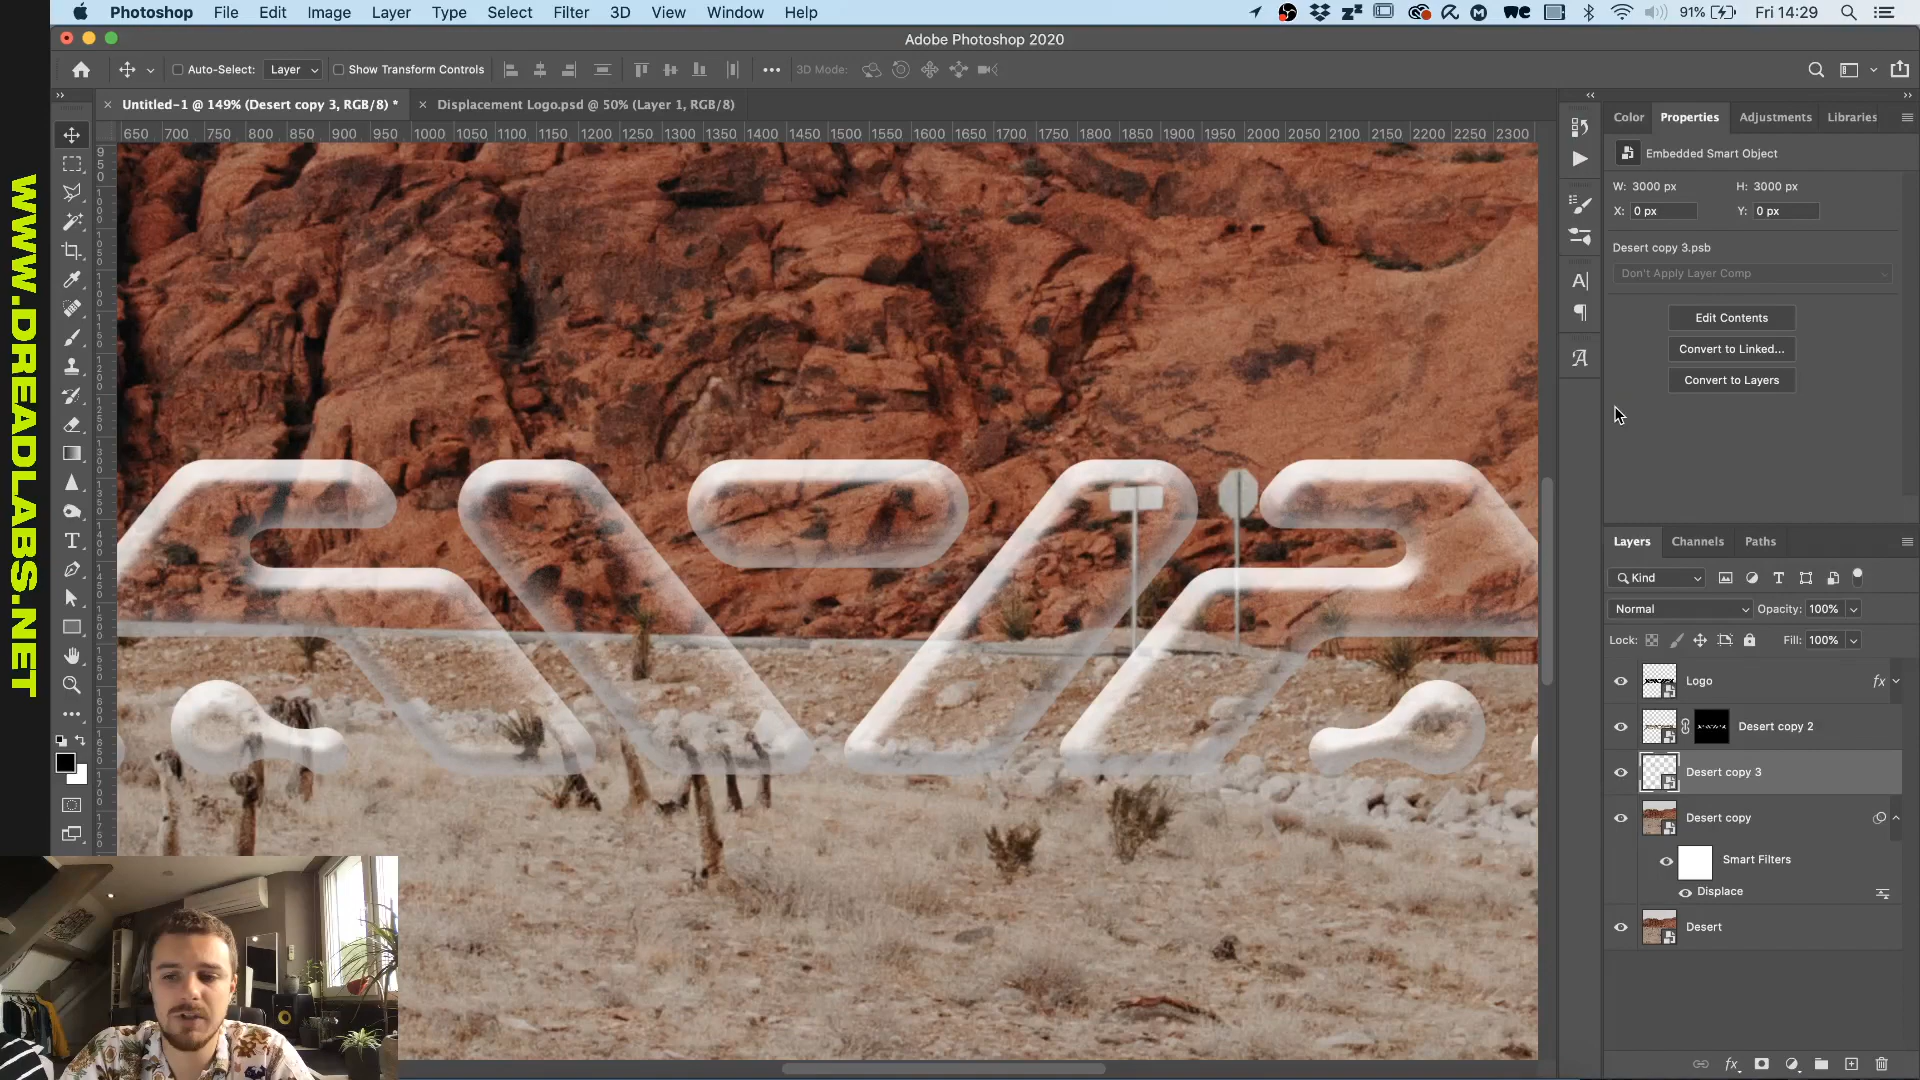 Photoshop File Edit Image Layer Type Select Filter 3D View Window Help 91% Fri 14:29
Adobe Photoshop 2020
Auto-Select: Layer Show Transform Controls 3D Mode:
Untitled-1 @ 149% (Desert copy 3, RGB/8) * Displacement Logo.psd @ 50% (Layer 1, RGB/8)
650 700 750 800 850 900 950 1000 1050 1100 1150 1200 1250 1300 1350 1400 1450 1500 1550 1600 1650 1700 1750 1800 1850 1900 1950 2000 2050 2100 2150 2200 2250 2300
WWW.DREADLABS.NET
Color Properties Adjustments Libraries
Embedded Smart Object
W: 3000 px H: 3000 px
X: 0 px Y: 0 px
Desert copy 3.psb
Don't Apply Layer Comp
Edit Contents
Convert to Linked...
Convert to Layers
Layers Channels Paths
Kind
Normal Opacity: 100%
Lock: Fill: 100%
Logo fx
Desert copy 2
Desert copy 3
Desert copy
Smart Filters
Displace
Desert
fx